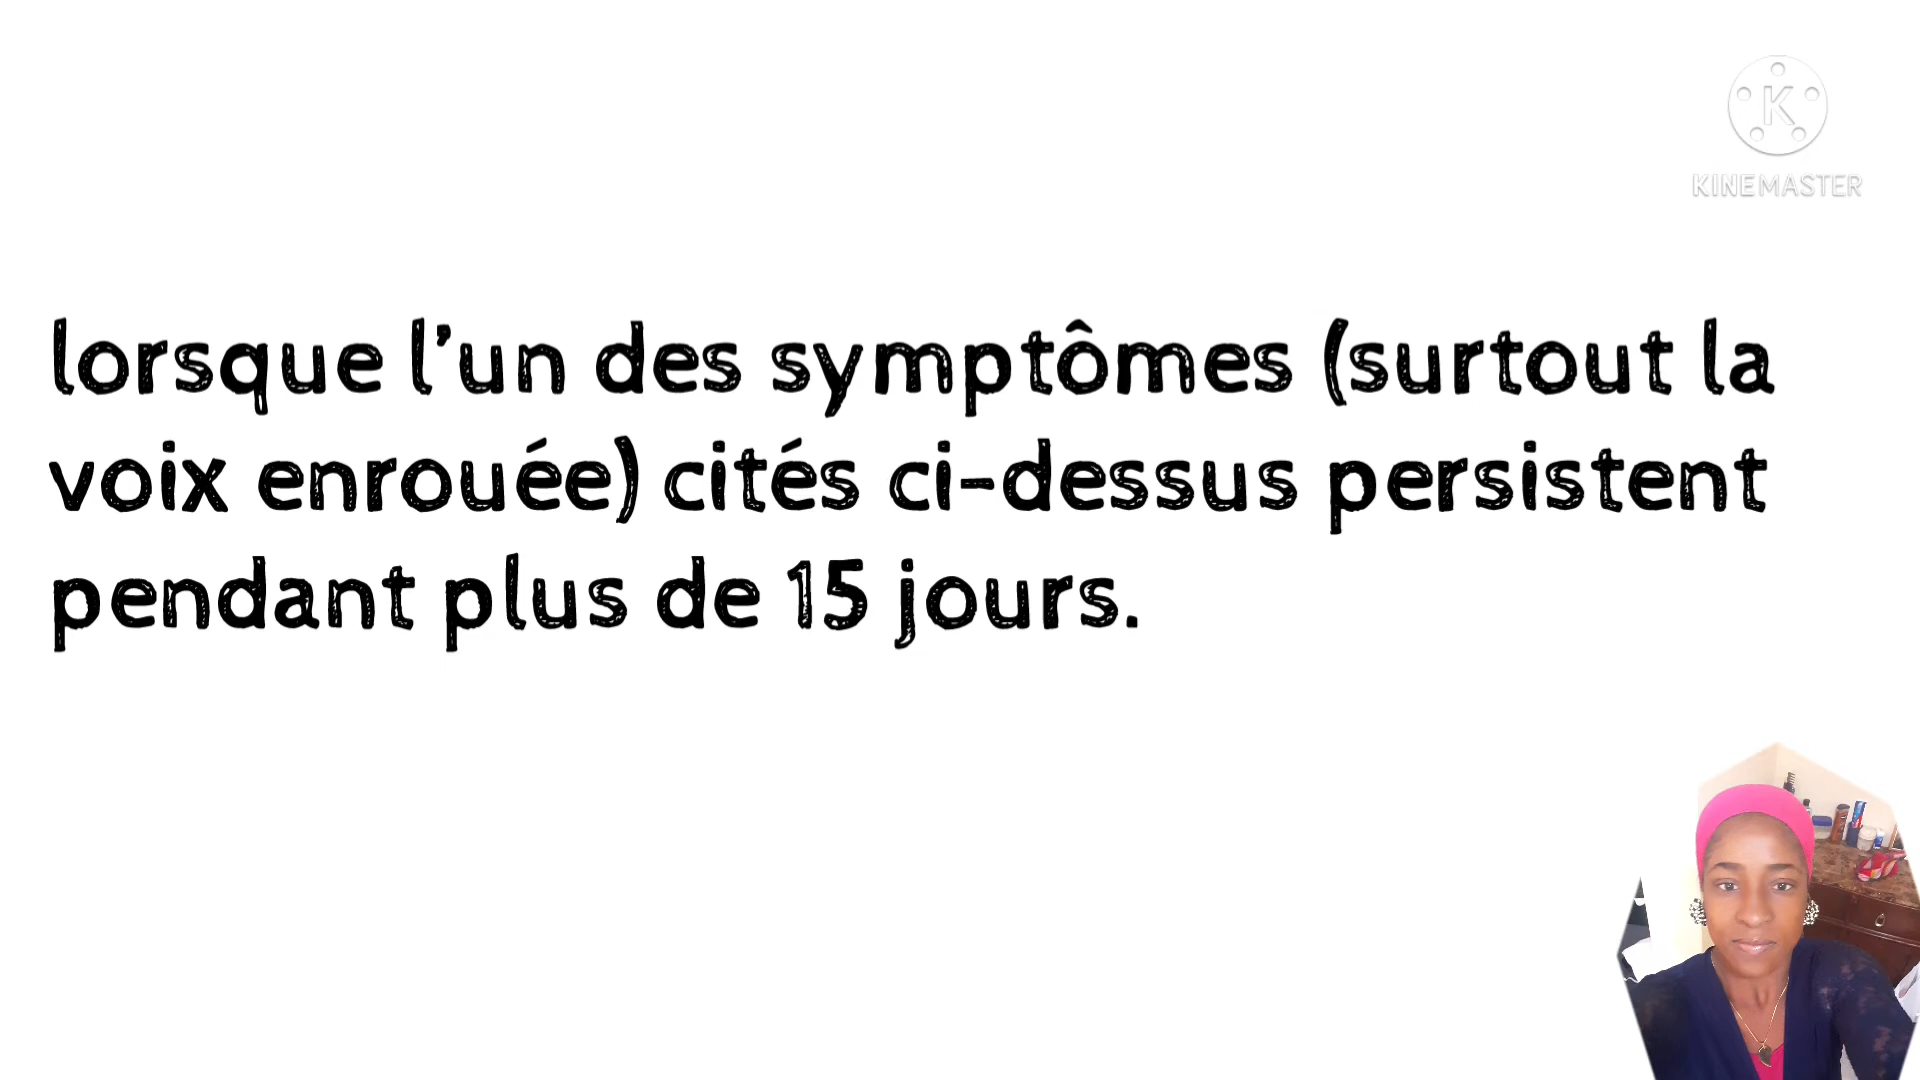 K
KINEMASTER
lorsque l'un des symptômes (surtout la
voix enrouée) cités ci-dessus persistent
pendant plus de 15 jours.